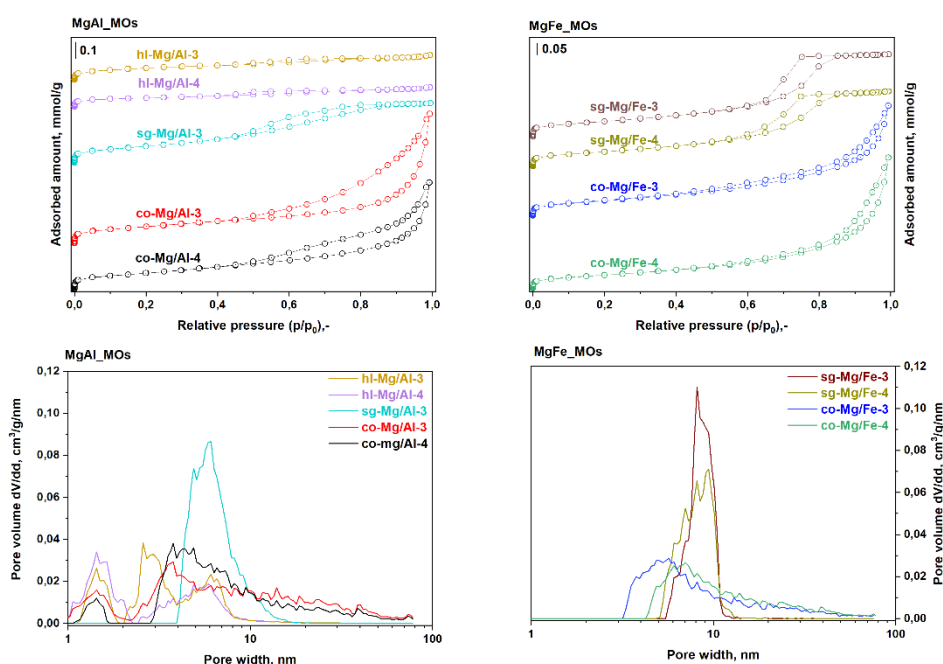 MgAl_MOs
0.1
hl-Mg/Al-3
hl-Mg/Al-4
sg-Mg/Al-3
co-Mg/Al-3
co-Mg/Al-4
Adsorbed amount, mmol/g
0,0 0,2 0,4 0,6 0,8 1,0
Relative pressure (p/p0),-
MgFe_MOs
0.05
sg-Mg/Fe-3
sg-Mg/Fe-4
co-Mg/Fe-3
co-Mg/Fe-4
Adsorbed amount, mmol/g
0,0 0,2 0,4 0,6 0,8 1,0
Relative pressure (p/p0),-
MgAl_MOs
0,12
0,10
0,08
0,06
0,04
0,02
0,00
Pore volume dV/dd, cm3/g/nm
hl-Mg/Al-3
hl-Mg/Al-4
sg-Mg/Al-3
co-Mg/Al-3
co-mg/Al-4
1 10 100
Pore width, nm
MgFe_MOs
sg-Mg/Fe-3
sg-Mg/Fe-4
co-Mg/Fe-3
co-Mg/Fe-4
0,12
0,10
0,08
0,06
0,04
0,02
0,00
Pore volume dV/dd, cm3/g/nm
1 10 100
Pore width, nm